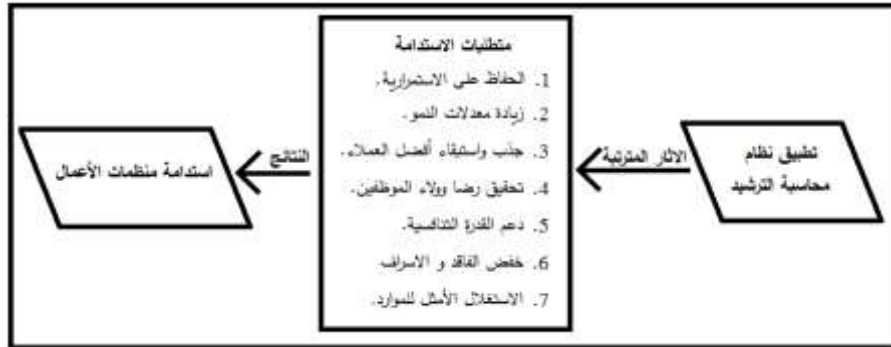 تطبيق نظام
محاسبة الترشيد
الاثار المترتبة
متطلبات الاستدامة
1. الحفاظ على الاستمرارية.
2. زيادة معدلات النمو.
3. جذب واستبقاء أفضل العملاء.
4. تحقيق رضا وولاء الموظفين.
5. دعم القدرة التنافسية.
6. خفض الفاقد و الاسراف
7. الاستغلال الأمثل للموارد.
النتائج
استدامة منظمات الأعمال